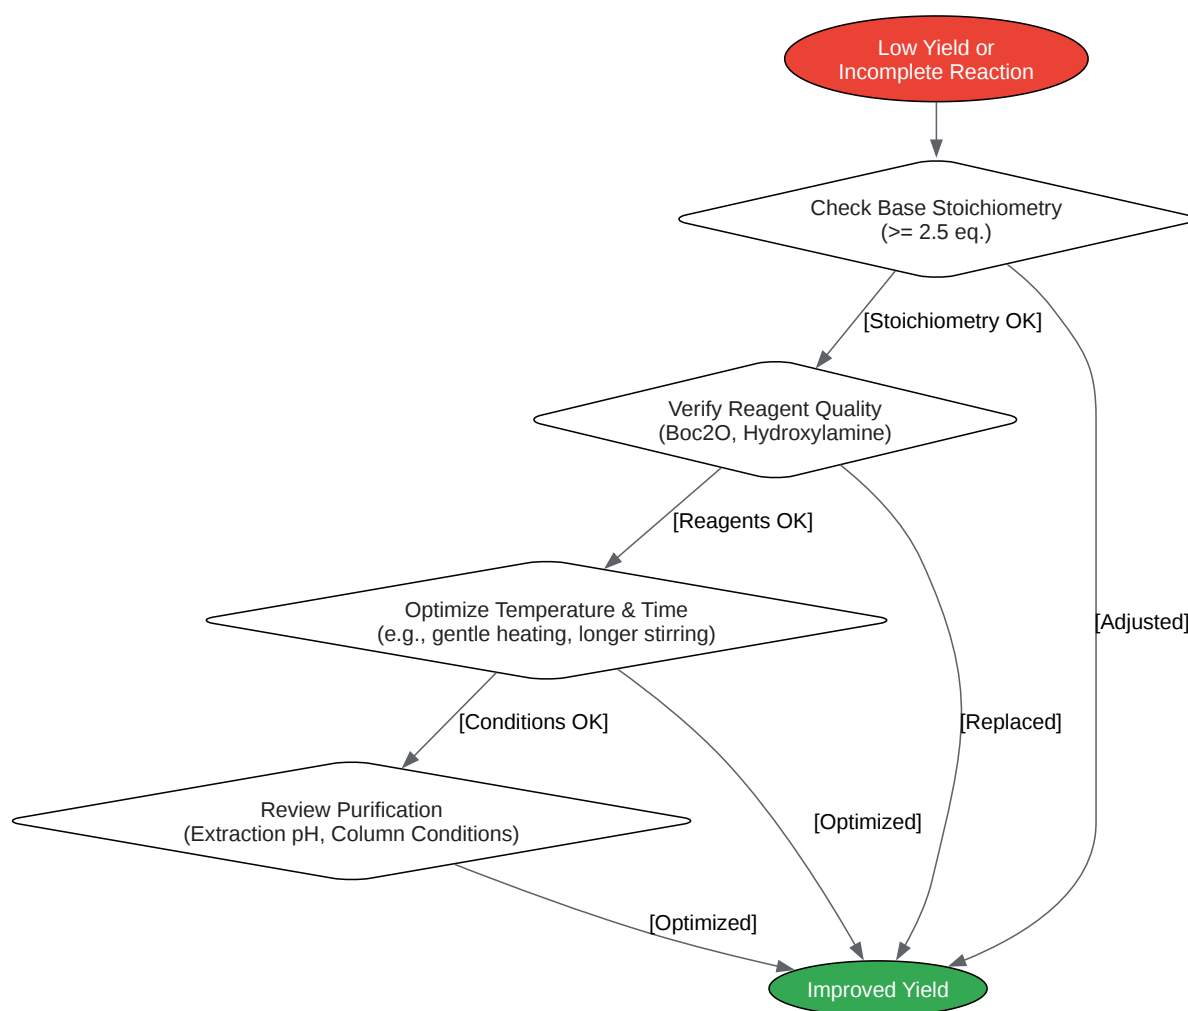 Low Yield or
Incomplete Reaction
Check Base Stoichiometry
(>= 2.5 eq.)
[Stoichiometry OK]
Verify Reagent Quality
(Boc2O, Hydroxylamine)
[Reagents OK]
Optimize Temperature & Time
(e.g., gentle heating, longer stirring)
[Adjusted]
[Conditions OK]
[Replaced]
Review Purification
(Extraction pH, Column Conditions)
[Optimized]
[Optimized]
Improved Yield